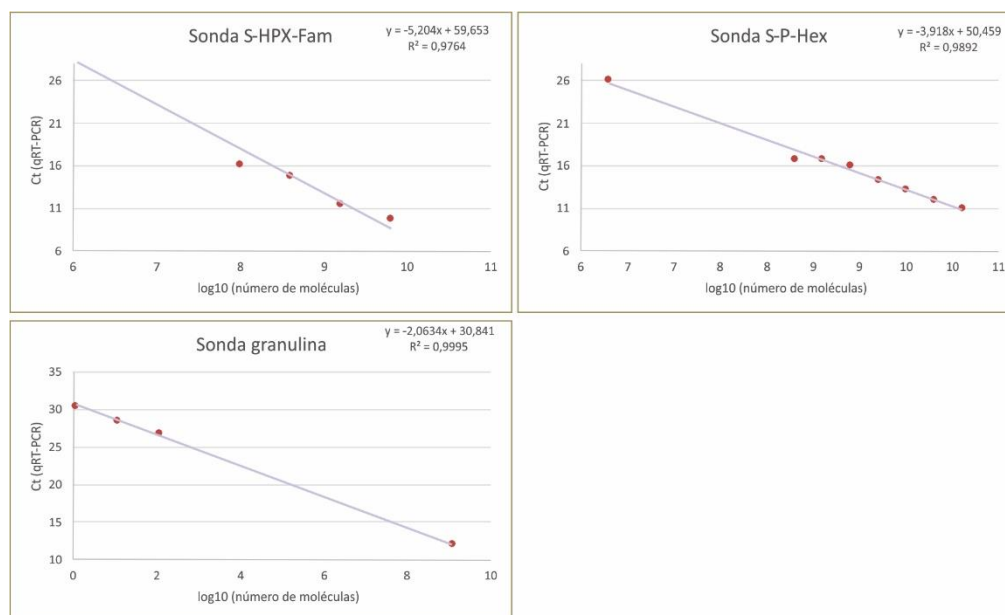 Sonda S-HPX-Fam
y = -5,204x + 59,653
R² = 0,9764
26
21
16
11
6
Ct (qRT-PCR)
6 7 8 9 10 11
log10 (número de moléculas)
Sonda S-P-Hex
y = -3,918x + 50,459
R² = 0,9892
26
21
16
11
6
Ct (qRT-PCR)
6 7 7 8 8 9 9 10 10 11
log10 (número de moléculas)
Sonda granulina
y = -2,0634x + 30,841
R² = 0,9995
35
30
25
20
15
10
Ct (qRT-PCR)
0 2 4 6 8 10
log10 (número de moléculas)